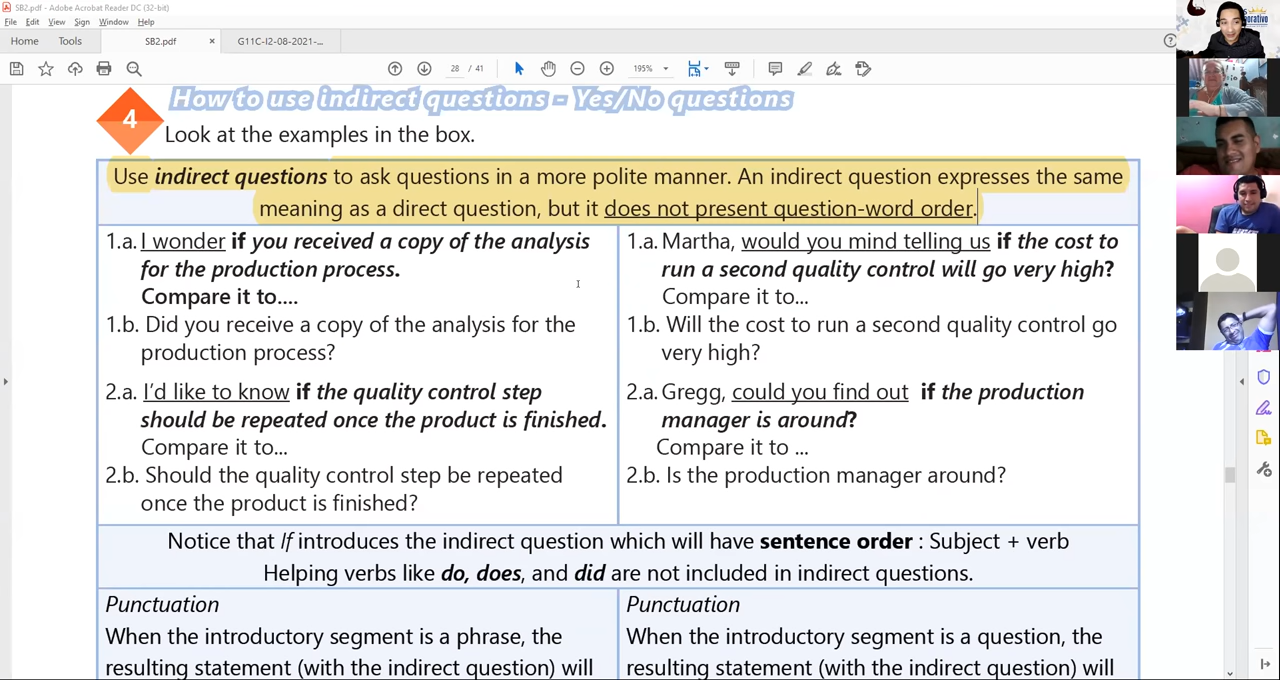 SB2.pdf - Adobe Acrobat Reader DC (32-bit)
File Edit View Sign Window Help
Home Tools SB2.pdf × G11C-I2-08-2021-...
28 / 41 195%
4
How to use indirect questions - Yes/No questions
Look at the examples in the box.
Use indirect questions to ask questions in a more polite manner. An indirect question expresses the same
meaning as a direct question, but it does not present question-word order.
1.a. I wonder if you received a copy of the analysis
for the production process.
Compare it to....
1.b. Did you receive a copy of the analysis for the
production process?
2.a. I'd like to know if the quality control step
should be repeated once the product is finished.
Compare it to...
2.b. Should the quality control step be repeated
once the product is finished?
1.a. Martha, would you mind telling us if the cost to
run a second quality control will go very high?
Compare it to...
1.b. Will the cost to run a second quality control go
very high?
2.a. Gregg, could you find out if the production
manager is around?
Compare it to ...
2.b. Is the production manager around?
Notice that If introduces the indirect question which will have sentence order : Subject + verb
Helping verbs like do, does, and did are not included in indirect questions.
Punctuation
When the introductory segment is a phrase, the
resulting statement (with the indirect question) will
Punctuation
When the introductory segment is a question, the
resulting statement (with the indirect question) will